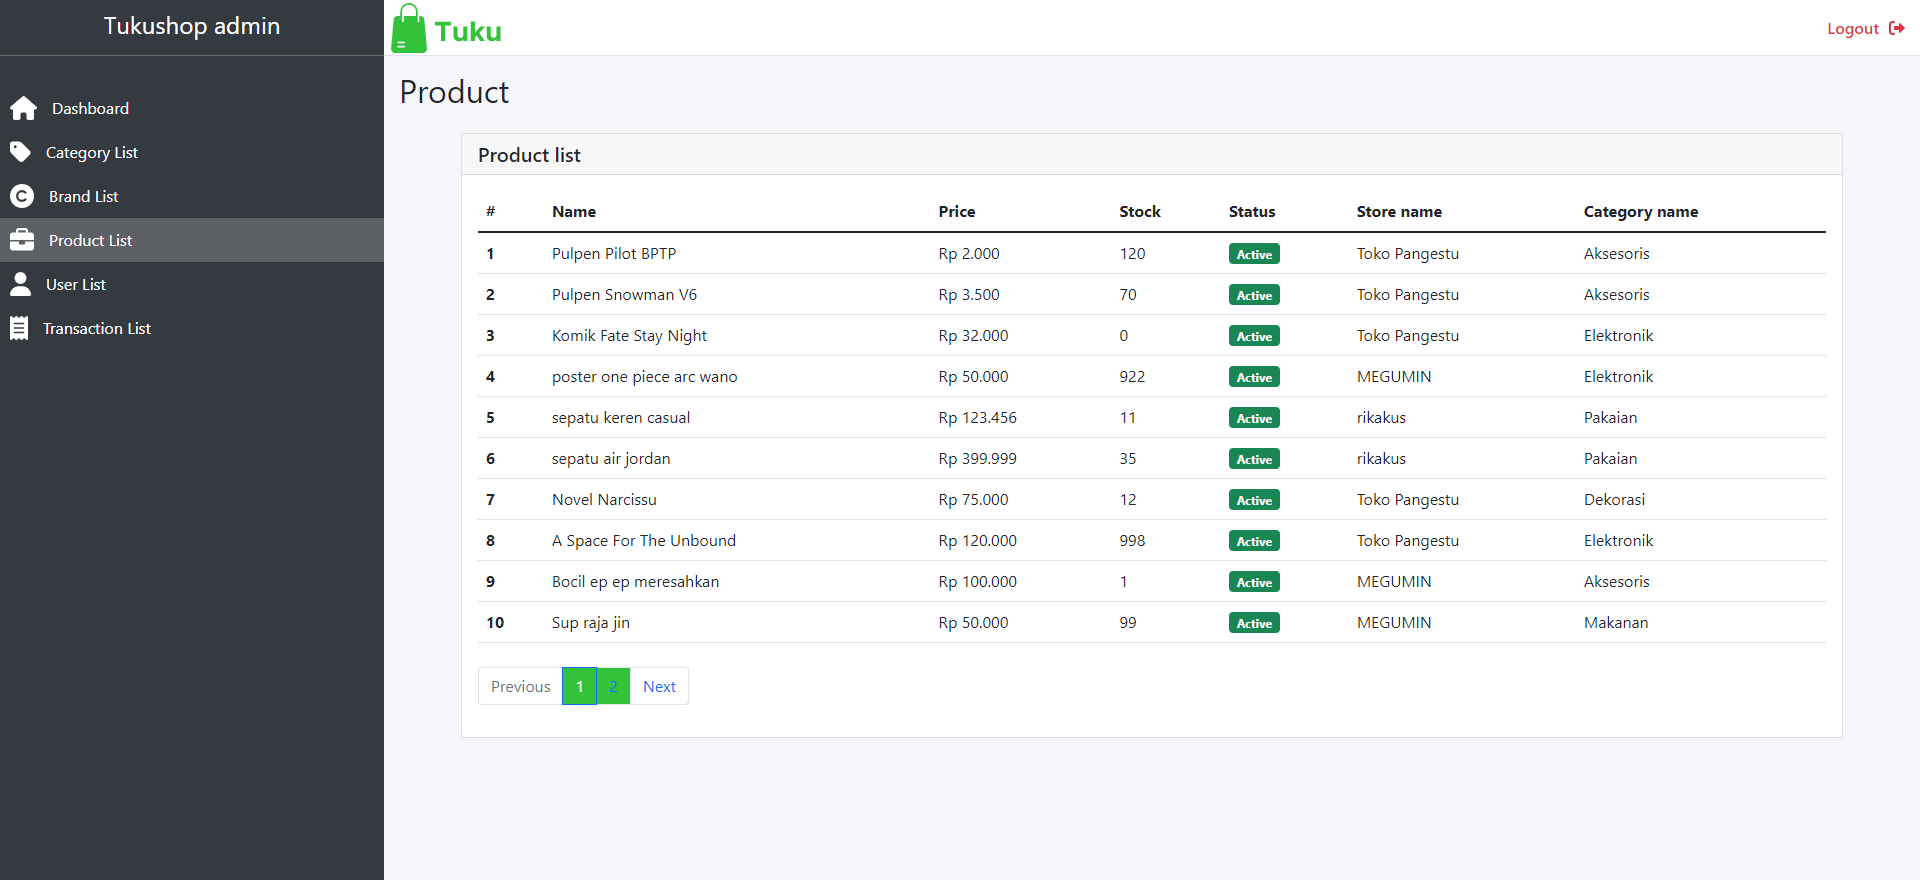 Tukushop admin
Tuku
Logout
Dashboard
Category List
Brand List
Product List
User List
Transaction List
Product
Product list
# Name Price Stock Status Store name Category name
1 Pulpen Pilot BPTP Rp 2.000 120 Active Toko Pangestu Aksesoris
2 Pulpen Snowman V6 Rp 3.500 70 Active Toko Pangestu Aksesoris
3 Komik Fate Stay Night Rp 32.000 0 Active Toko Pangestu Elektronik
4 poster one piece arc wano Rp 50.000 922 Active MEGUMIN Elektronik
5 sepatu keren casual Rp 123.456 11 Active rikakus Pakaian
6 sepatu air jordan Rp 399.999 35 Active rikakus Pakaian
7 Novel Narcissu Rp 75.000 12 Active Toko Pangestu Dekorasi
8 A Space For The Unbound Rp 120.000 998 Active Toko Pangestu Elektronik
9 Bocil ep ep meresahkan Rp 100.000 1 Active MEGUMIN Aksesoris
10 Sup raja jin Rp 50.000 99 Active MEGUMIN Makanan
Previous 1 2 Next